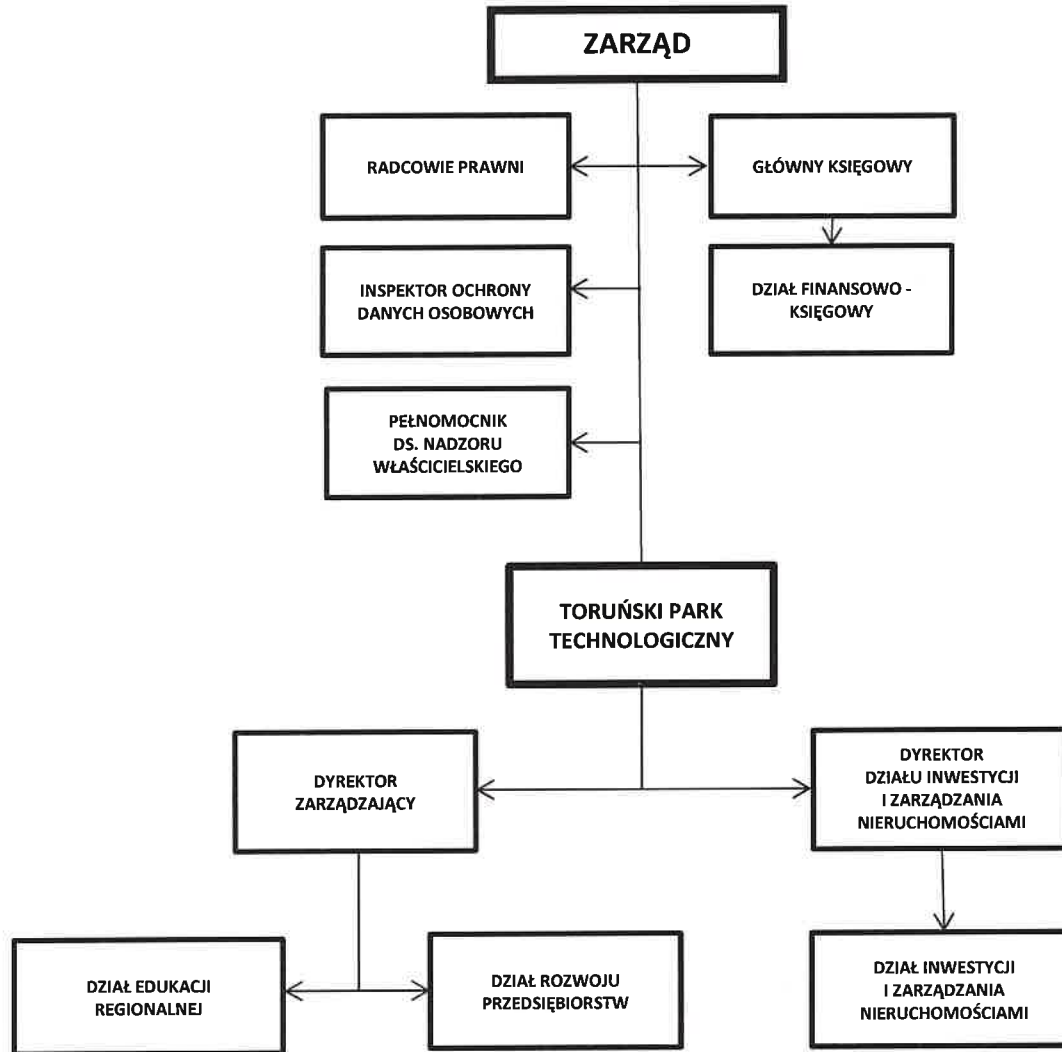 ZARZĄD
RADCOWIE PRAWNI
GŁÓWNY KSIĘGOWY
INSPEKTOR OCHRONY
DANYCH OSOBOWYCH
DZIAŁ FINANSOWO -
KSIĘGOWY
PEŁNOMOCNIK
DS. NADZORU
WŁAŚCICIELSKIEGO
TORUŃSKI PARK
TECHNOLOGICZNY
DYREKTOR
ZARZĄDZAJĄCY
DYREKTOR
DZIAŁU INWESTYCJI
I ZARZĄDZANIA
NIERUCHOMOŚCIAMI
DZIAŁ EDUKACJI
REGIONALNEJ
DZIAŁ ROZWOJU
PRZEDSIĘBIORSTW
DZIAŁ INWESTYCJI
I ZARZĄDZANIA
NIERUCHOMOŚCIAMI